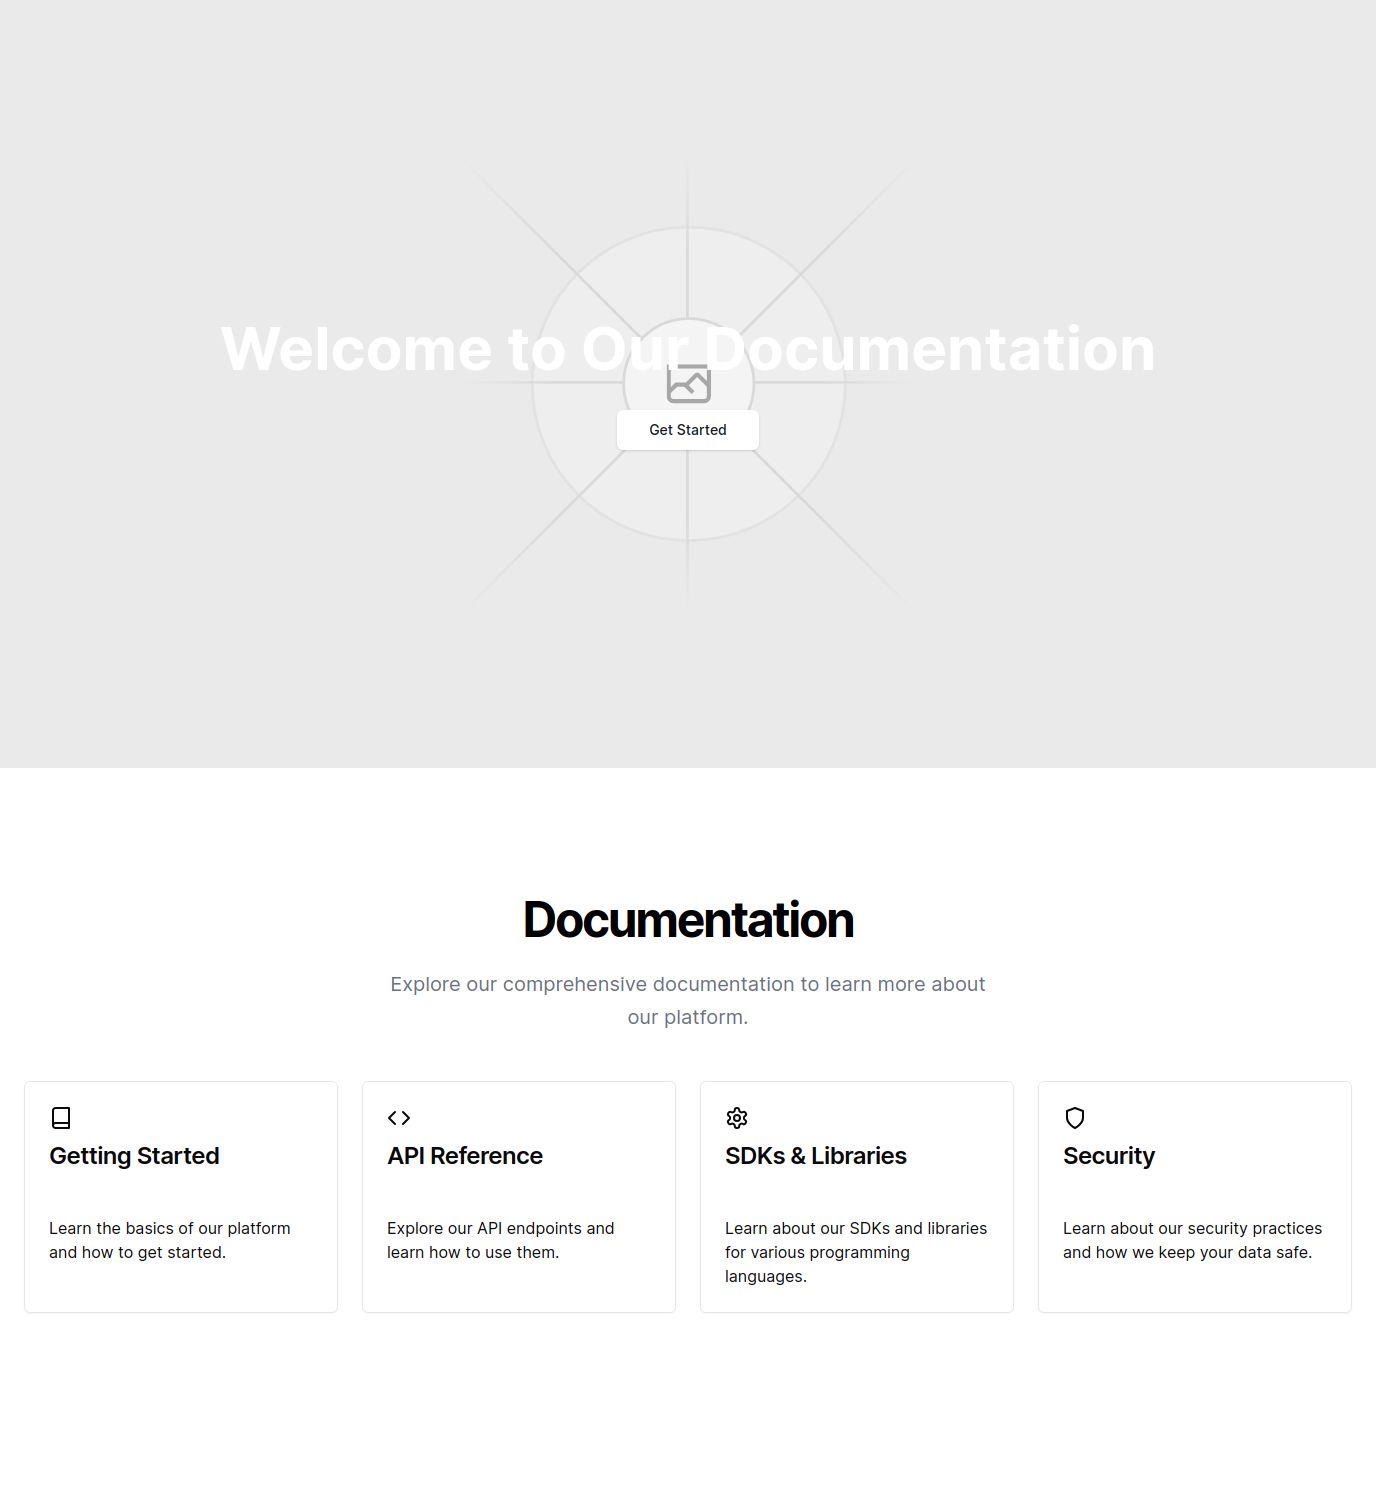 Welcome to Our Documentation
Get Started
Documentation
Explore our comprehensive documentation to learn more about
our platform.
Getting Started
Learn the basics of our platform
and how to get started.
API Reference
Explore our API endpoints and
learn how to use them.
SDKs & Libraries
Learn about our SDKs and libraries
for various programming
languages.
Security
Learn about our security practices
and how we keep your data safe.